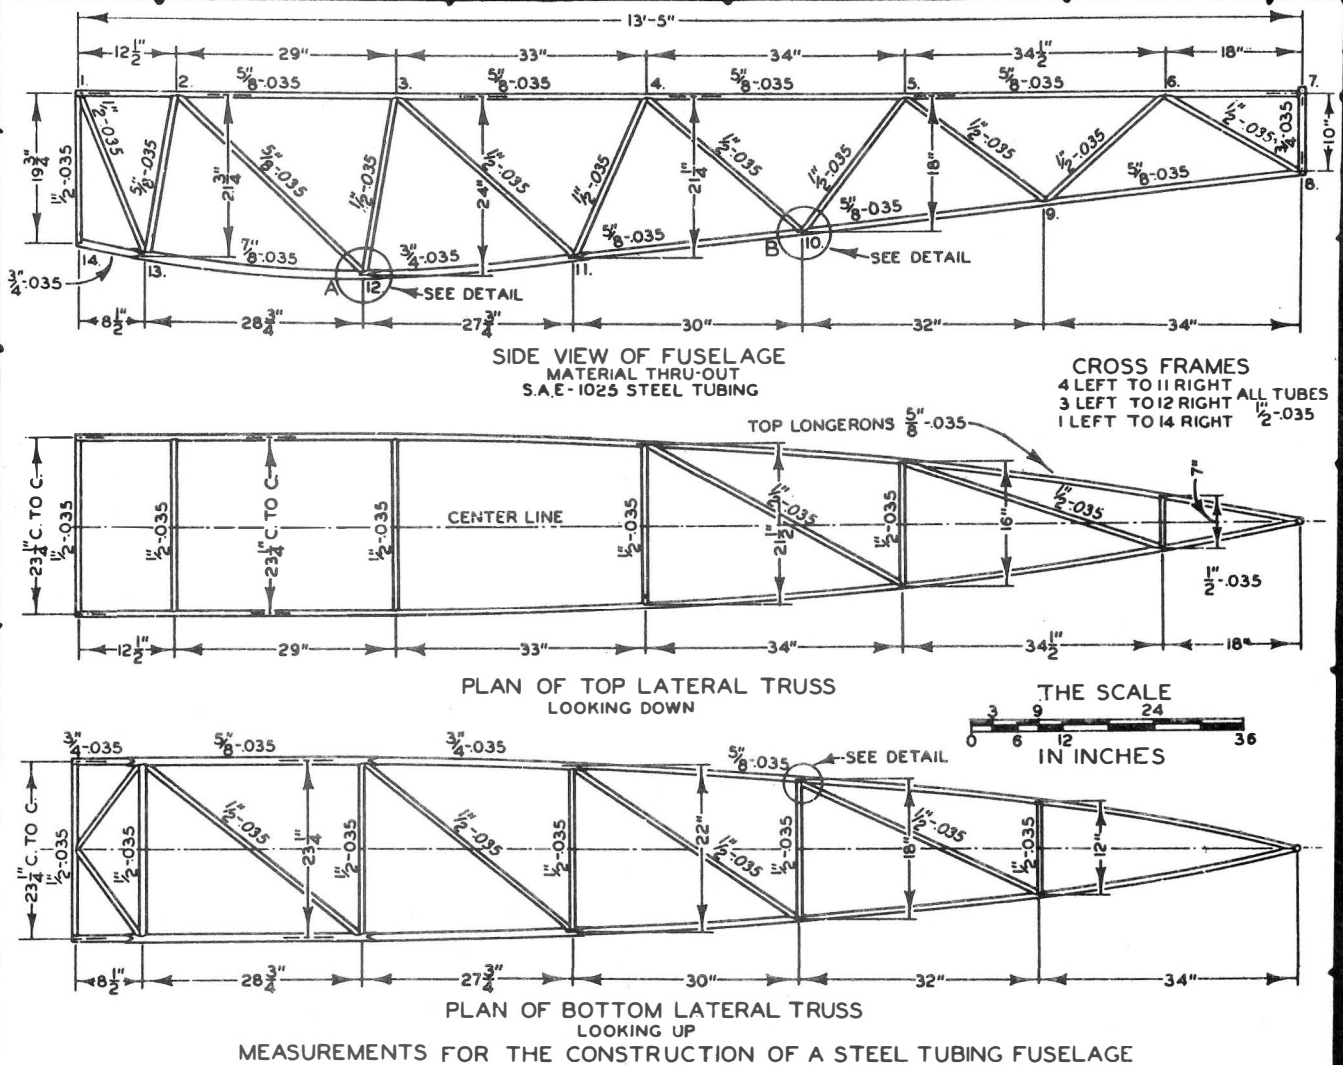 13'-5"
12 1/2" 29" 33" 34" 34 1/2" 18"
1. 2. 3. 4. 5. 6. 7.
5/8"-.035 5/8"-.035 5/8"-.035
19 3/4" 1/2"-.035 1/2"-.035 5/8"-.035 21 3/4" 5/8"-.035 1/2"-.035 24" 1/2"-.035 1/2"-.035 21 1/4" 1/2"-.035 1/2"-.035 18" 1/2"-.035 1/2"-.035 1/2"-.035 3/4-.035 10"
14. 13. 12. 11. 10. 9. 8.
3/4"-.035 7/8"-.035 3/4"-.035 5/8"-.035 5/8"-.035 5/8"-.035
A SEE DETAIL
B SEE DETAIL
8 1/2" 28 3/4" 27 3/4" 30" 32" 34"
SIDE VIEW OF FUSELAGE
MATERIAL THRU-OUT
S.A.E-1025 STEEL TUBING
CROSS FRAMES
4 LEFT TO 11 RIGHT
3 LEFT TO 12 RIGHT
1 LEFT TO 14 RIGHT
ALL TUBES
1/2"-.035
TOP LONGERONS 5/8"-.035
23 1/4" C. TO C. 1/2"-.035 1/2"-.035 23 1/4" C. TO C. 1/2"-.035 CENTER LINE 1/2"-.035 21 1/2" 1/2"-.035 1/2"-.035 16" 1/2"-.035 7"
1/2"-.035
12 1/2" 29" 33" 34" 34 1/2" 18"
PLAN OF TOP LATERAL TRUSS
LOOKING DOWN
THE SCALE
3 9 24
0 6 12 36
IN INCHES
3/4"-.035 5/8"-.035 3/4"-.035 5/8"-.035 SEE DETAIL
23 1/4" C. TO C. 1/2"-.035 1/2"-.035 1/2"-.035 23 1/4" 1/2"-.035 1/2"-.035 22" 1/2"-.035 1/2"-.035 18" 1/2"-.035 1/2"-.035 12"
8 1/2" 28 3/4" 27 3/4" 30" 32" 34"
PLAN OF BOTTOM LATERAL TRUSS
LOOKING UP
MEASUREMENTS FOR THE CONSTRUCTION OF A STEEL TUBING FUSELAGE